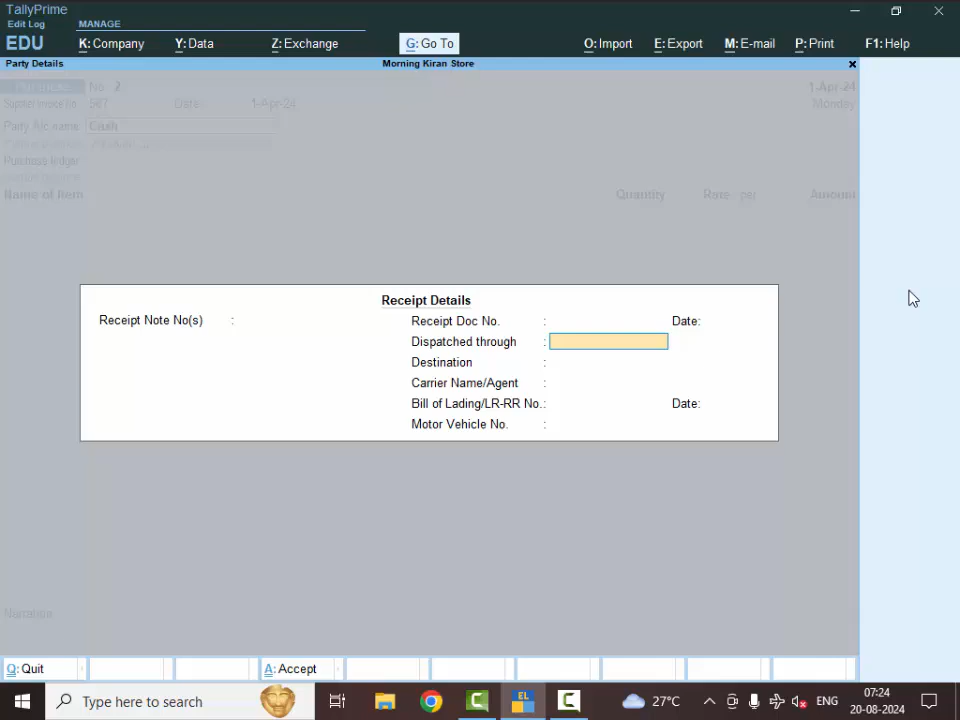 TallyPrime
Edit Log
MANAGE
EDU
K: Company
Y: Data
Z: Exchange
G: Go To
O: Import
E: Export
M: E-mail
P: Print
F1: Help
Party Details
Morning Kiran Store
No. 2
1-Apr-24
Supplier Invoice No.
567
Date:
1-Apr-24
Monday
Party A/c name
Cash
Purchase ledger
Name of Item
Quantity
Rate per
Amount
Receipt Details
Receipt Note No(s) :
Receipt Doc No. :
Date:
Dispatched through :
Destination :
Carrier Name/Agent :
Bill of Lading/LR-RR No. :
Date:
Motor Vehicle No. :
Narration
Q: Quit
A: Accept
Type here to search
EL
27°C
ENG
07:24
20-08-2024